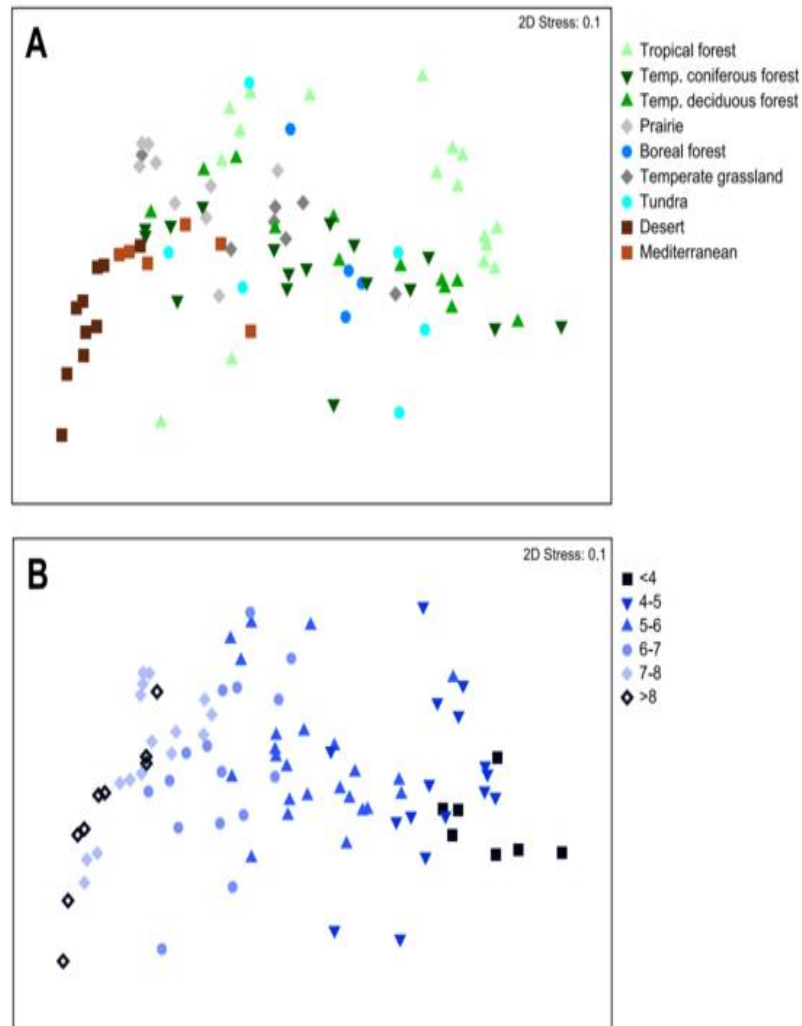 A
2D Stress: 0.1
Tropical forest
Temp. coniferous forest
Temp. deciduous forest
Prairie
Boreal forest
Temperate grassland
Tundra
Desert
Mediterranean
B
2D Stress: 0.1
<4
4-5
5-6
6-7
7-8
>8